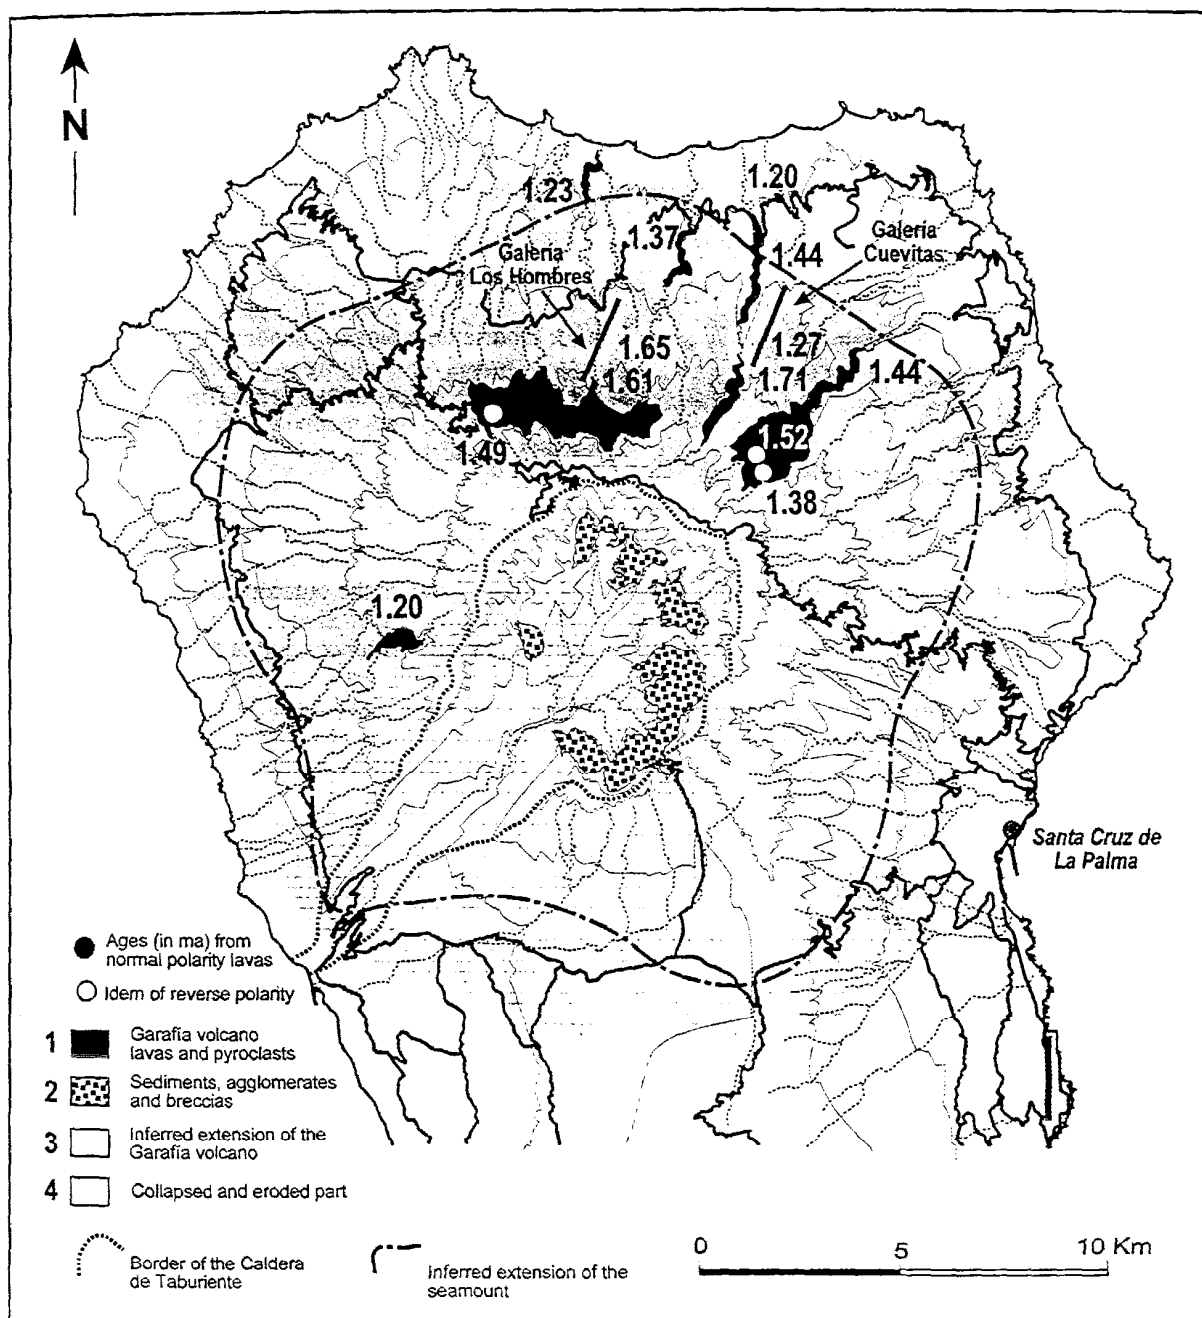 N
1.23
1.20
1.37
Galería
Los Hombres
1.44
Galería
Cuevitas
1.65
1.61
1.27
1.71
1.44
1.49
1.52
1.38
1.20
Santa Cruz de
La Palma
Ages (in ma) from
normal polarity lavas
Idem of reverse polarity
1 Garafía volcano
lavas and pyroclasts
2 Sediments, agglomerates
and breccias
3 Inferred extension of the
Garafía volcano
4 Collapsed and eroded part
Border of the Caldera
de Taburiente
Inferred extension of the
seamount
0 5 10 Km